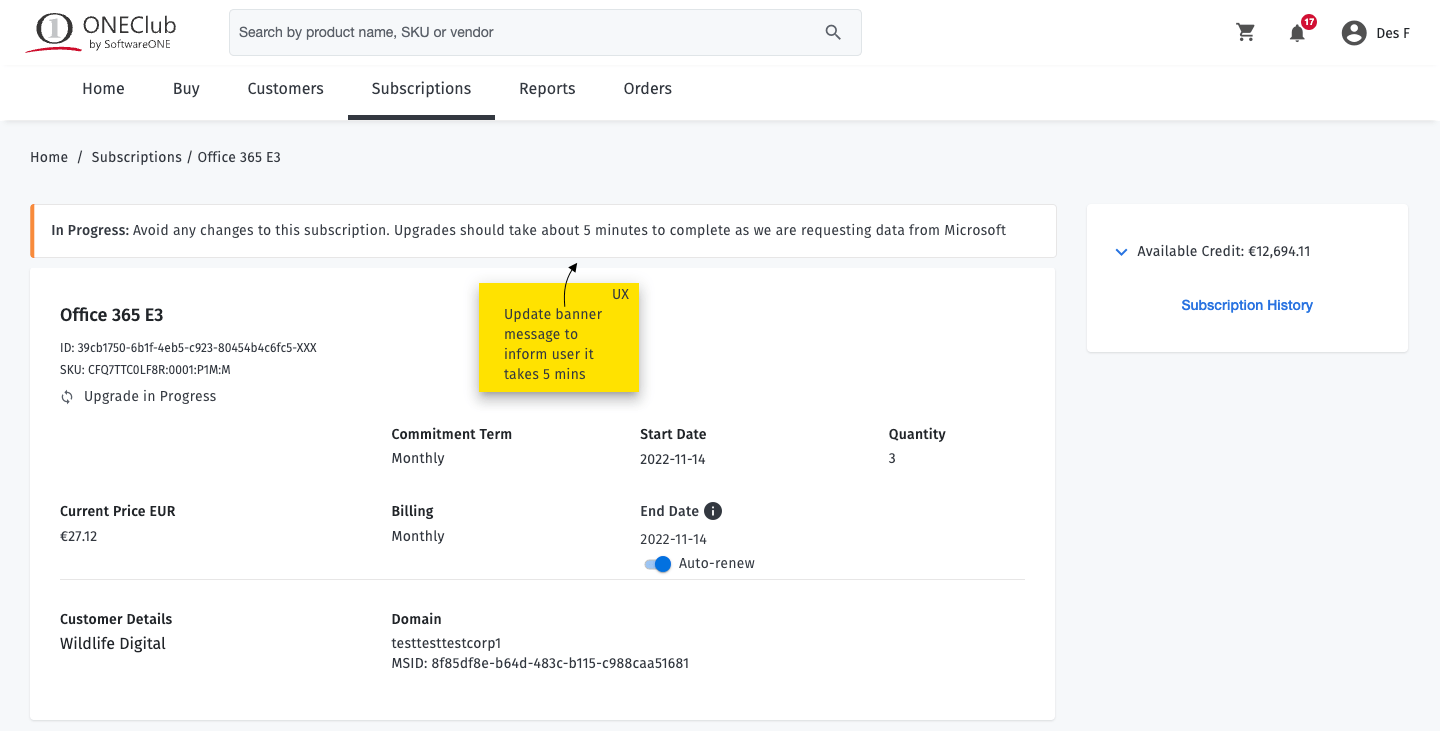 ONEClub
by SoftwareONE
Search by product name, SKU or vendor
17
Des F
Home
Buy
Customers
Subscriptions
Reports
Orders
Home / Subscriptions / Office 365 E3
In Progress: Avoid any changes to this subscription. Upgrades should take about 5 minutes to complete as we are requesting data from Microsoft
Available Credit: €12,694.11
Subscription History
UX
Update banner
message to
inform user it
takes 5 mins
Office 365 E3
ID: 39cb1750-6b1f-4eb5-c923-80454b4c6fc5-XXX
SKU: CFQ7TTC0LF8R:0001:P1M:M
Upgrade in Progress
Commitment Term
Monthly
Start Date
2022-11-14
Quantity
3
Current Price EUR
€27.12
Billing
Monthly
End Date
2022-11-14
Auto-renew
Customer Details
Wildlife Digital
Domain
testtesttestcorp1
MSID: 8f85df8e-b64d-483c-b115-c988caa51681